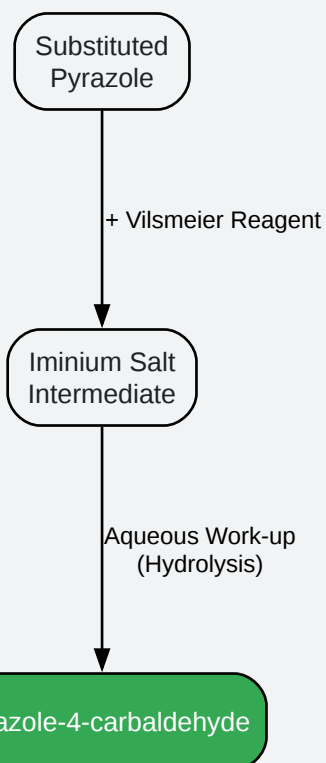 Substituted
Pyrazole
+ Vilsmeier Reagent
Iminium Salt
Intermediate
Aqueous Work-up
(Hydrolysis)
azole-4-carbaldehyde